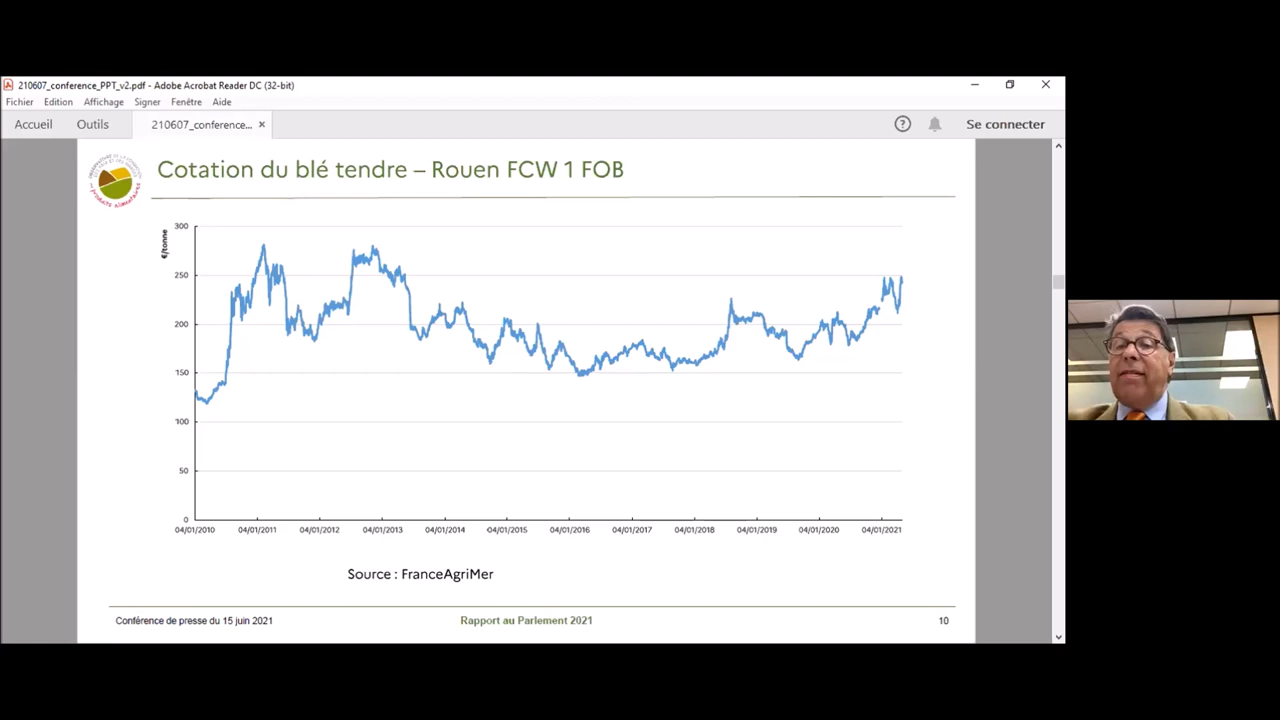 210607_conference_PPT_v2.pdf - Adobe Acrobat Reader DC (32-bit)
Fichier Edition Affichage Signer Fenêtre Aide
Accueil Outils 210607_conference... × ? Se connecter
Cotation du blé tendre – Rouen FCW 1 FOB
produits alimentaires
€/tonne
300
250
200
150
100
50
0
04/01/2010 04/01/2011 04/01/2012 04/01/2013 04/01/2014 04/01/2015 04/01/2016 04/01/2017 04/01/2018 04/01/2019 04/01/2020 04/01/2021
Source : FranceAgriMer
Conférence de presse du 15 juin 2021 Rapport au Parlement 2021 10